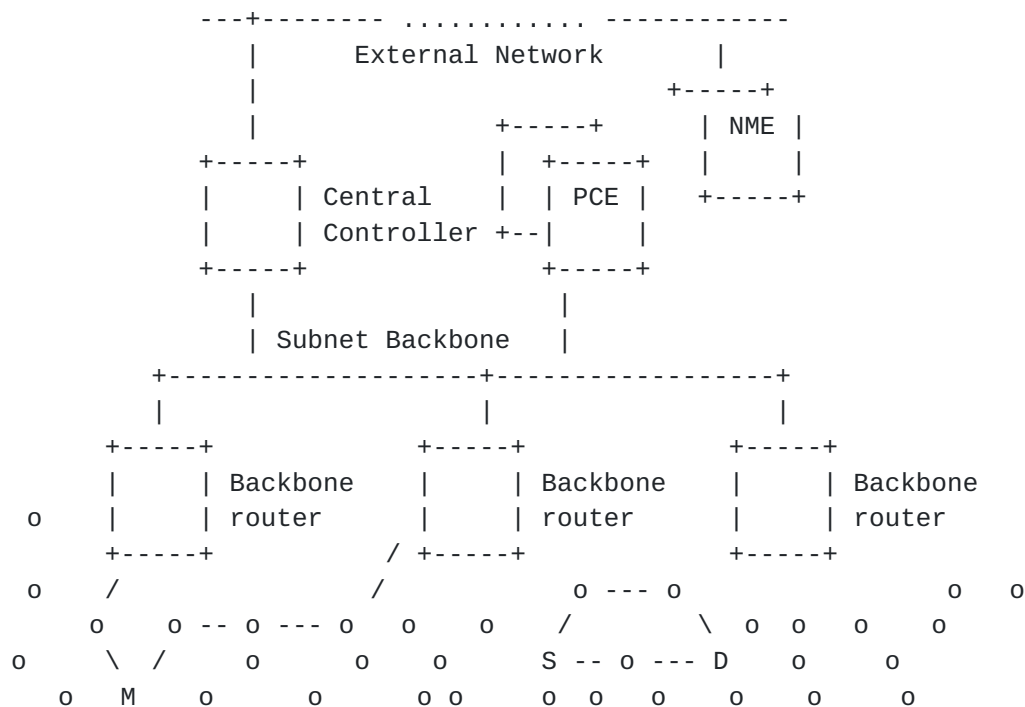 ---+-------- ............ ------------
   |      External Network       |
   |                          +-----+
   |               +-----+      | NME |
+-----+            |  +-----+   |     |
|     | Central    |  | PCE |   +-----+
|     | Controller +--|     |
+-----+               +-----+
   |                   |
   | Subnet Backbone   |
+--------------------+------------------+
|                    |                  |
+-----+             +-----+             +-----+
|     | Backbone    |     | Backbone    |     | Backbone
o    |     | router      |     | router      |     | router
+-----+           / +-----+             +-----+
o    /                /            o --- o                 o   o
o    o -- o --- o   o    o    /        \  o  o   o    o
o     \  /     o      o    o      S -- o --- D    o     o
o   M    o      o      o o     o  o   o    o    o     o